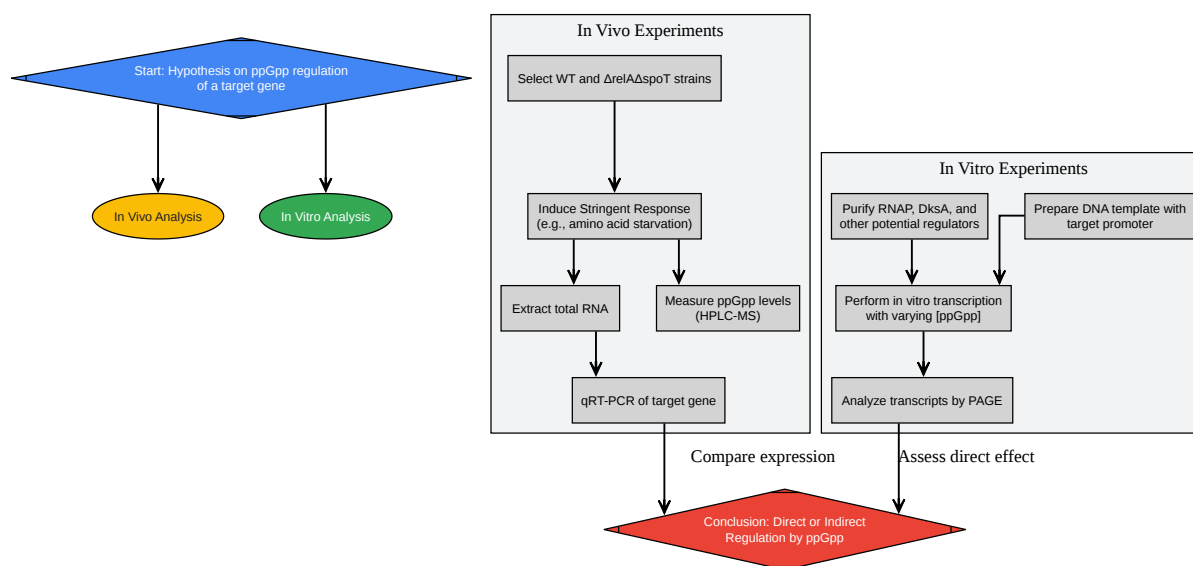 Start: Hypothesis on ppGpp regulation
of a target gene
In Vivo Analysis
In Vitro Analysis
In Vivo Experiments
Select WT and ΔrelAΔspoT strains
Induce Stringent Response
(e.g., amino acid starvation)
Extract total RNA
Measure ppGpp levels
(HPLC-MS)
qRT-PCR of target gene
In Vitro Experiments
Purify RNAP, DksA, and
other potential regulators
Prepare DNA template with
target promoter
Perform in vitro transcription
with varying [ppGpp]
Analyze transcripts by PAGE
Compare expression
Assess direct effect
Conclusion: Direct or Indirect
Regulation by ppGpp